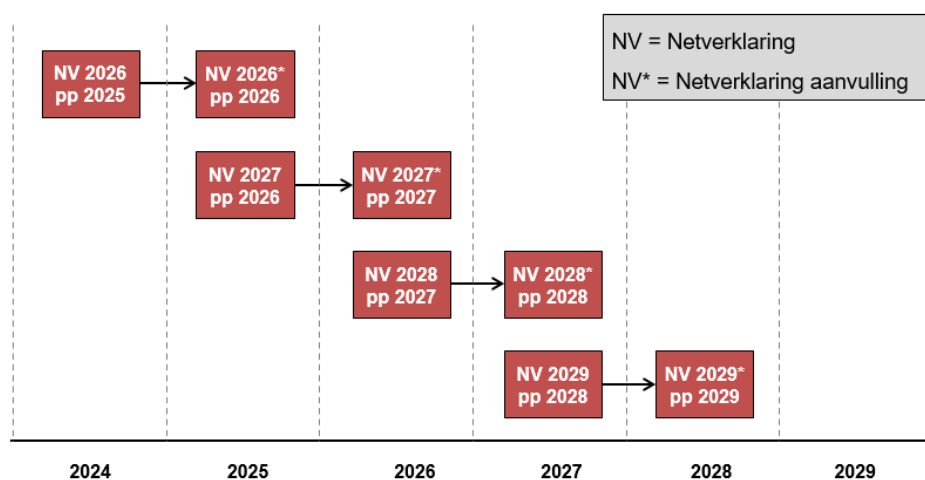 NV = Netverklaring
NV* = Netverklaring aanvulling
NV 2026
pp 2025
NV 2026*
pp 2026
NV 2027
pp 2026
NV 2027*
pp 2027
NV 2028
pp 2027
NV 2028*
pp 2028
NV 2029
pp 2028
NV 2029*
pp 2029
2024 2025 2026 2027 2028 2029